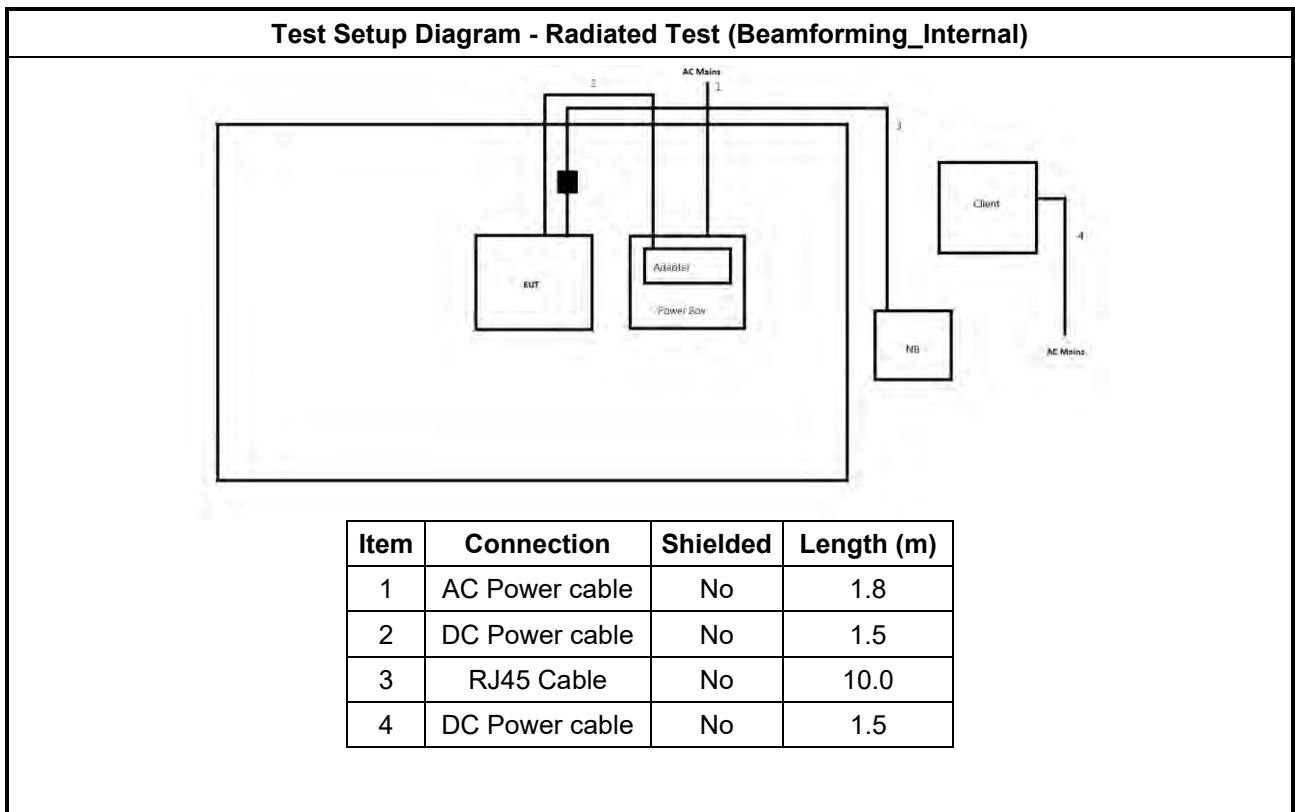 Test Setup Diagram - Radiated Test (Beamforming_Internal)
AC Mains
2
1
3
Client
4
EUT
Adapter
Power Box
NB
AC Mains
Item Connection Shielded Length (m)
1 AC Power cable No 1.8
2 DC Power cable No 1.5
3 RJ45 Cable No 10.0
4 DC Power cable No 1.5